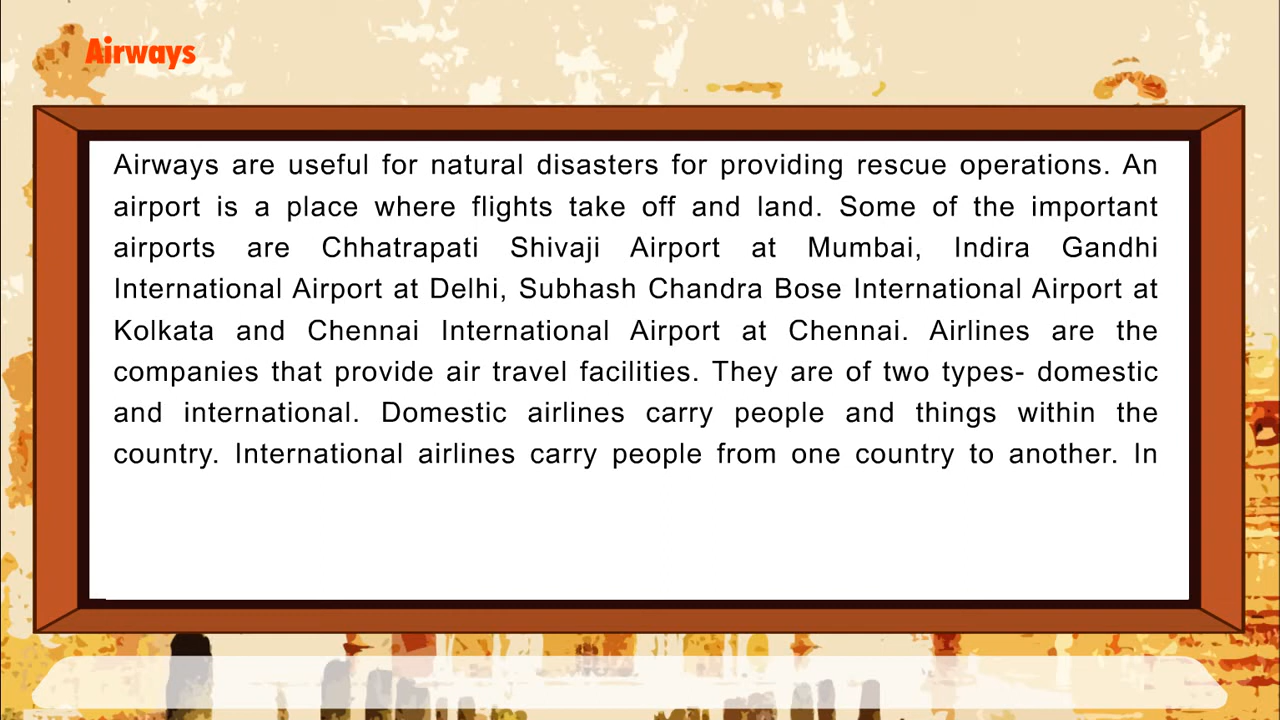 Airways
Airways are useful for natural disasters for providing rescue operations. An
airport is a place where flights take off and land. Some of the important
airports are Chhatrapati Shivaji Airport at Mumbai, Indira Gandhi
International Airport at Delhi, Subhash Chandra Bose International Airport at
Kolkata and Chennai International Airport at Chennai. Airlines are the
companies that provide air travel facilities. They are of two types- domestic
and international. Domestic airlines carry people and things within the
country. International airlines carry people from one country to another. In